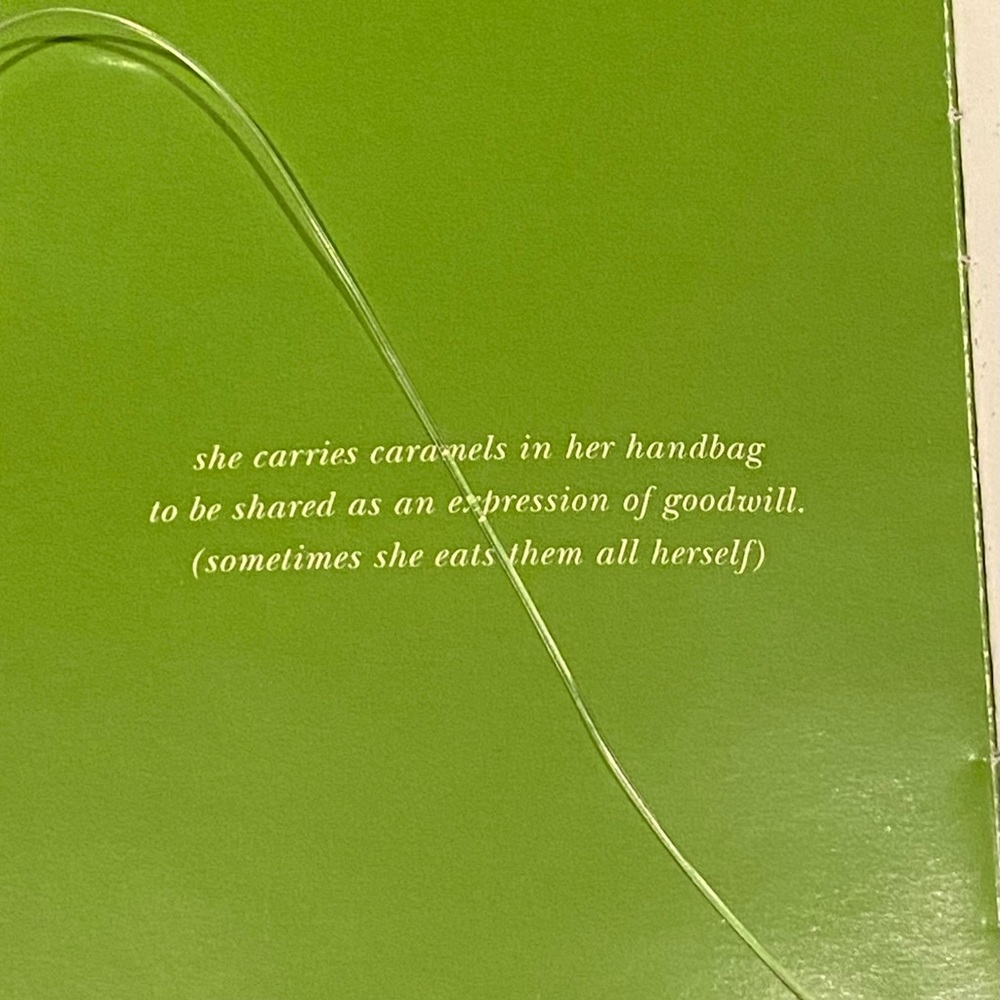 she carries caramels in her handbag
to be shared as an expression of goodwill.
(sometimes she eats them all herself)